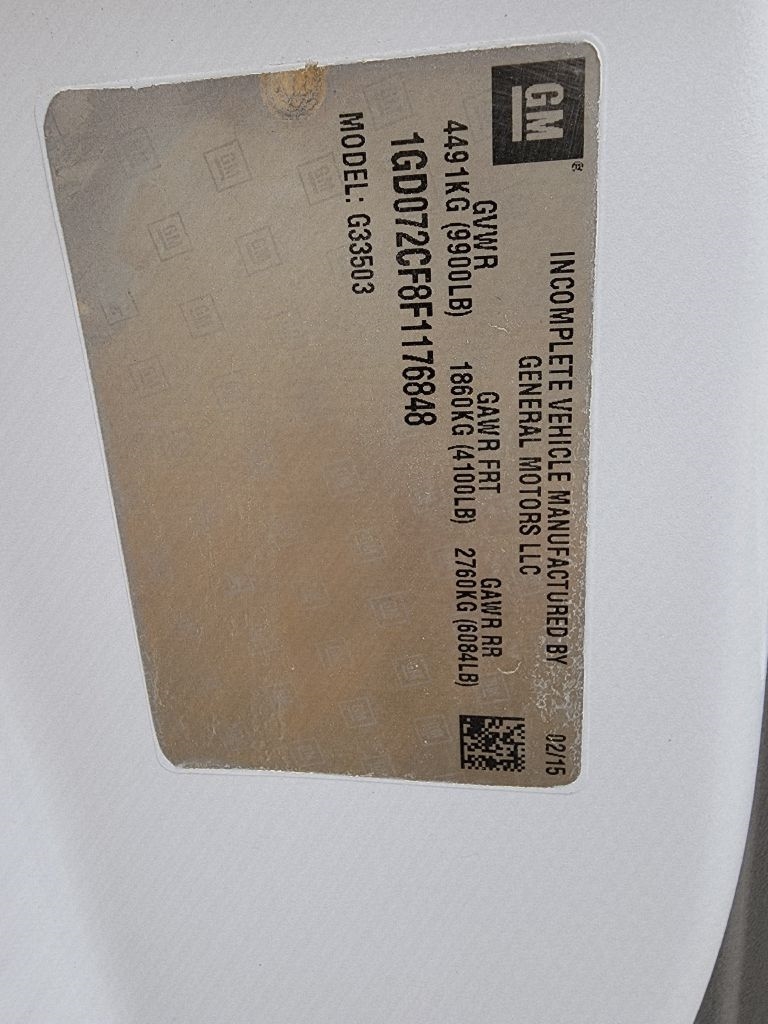 GM
®
INCOMPLETE VEHICLE MANUFACTURED BY 02/15
GENERAL MOTORS LLC
GVWR GAWR FRT GAWR RR
4491KG (9900LB) 1860KG (4100LB) 2760KG (6084LB)
1GD072CF8F1176848
MODEL: G33503